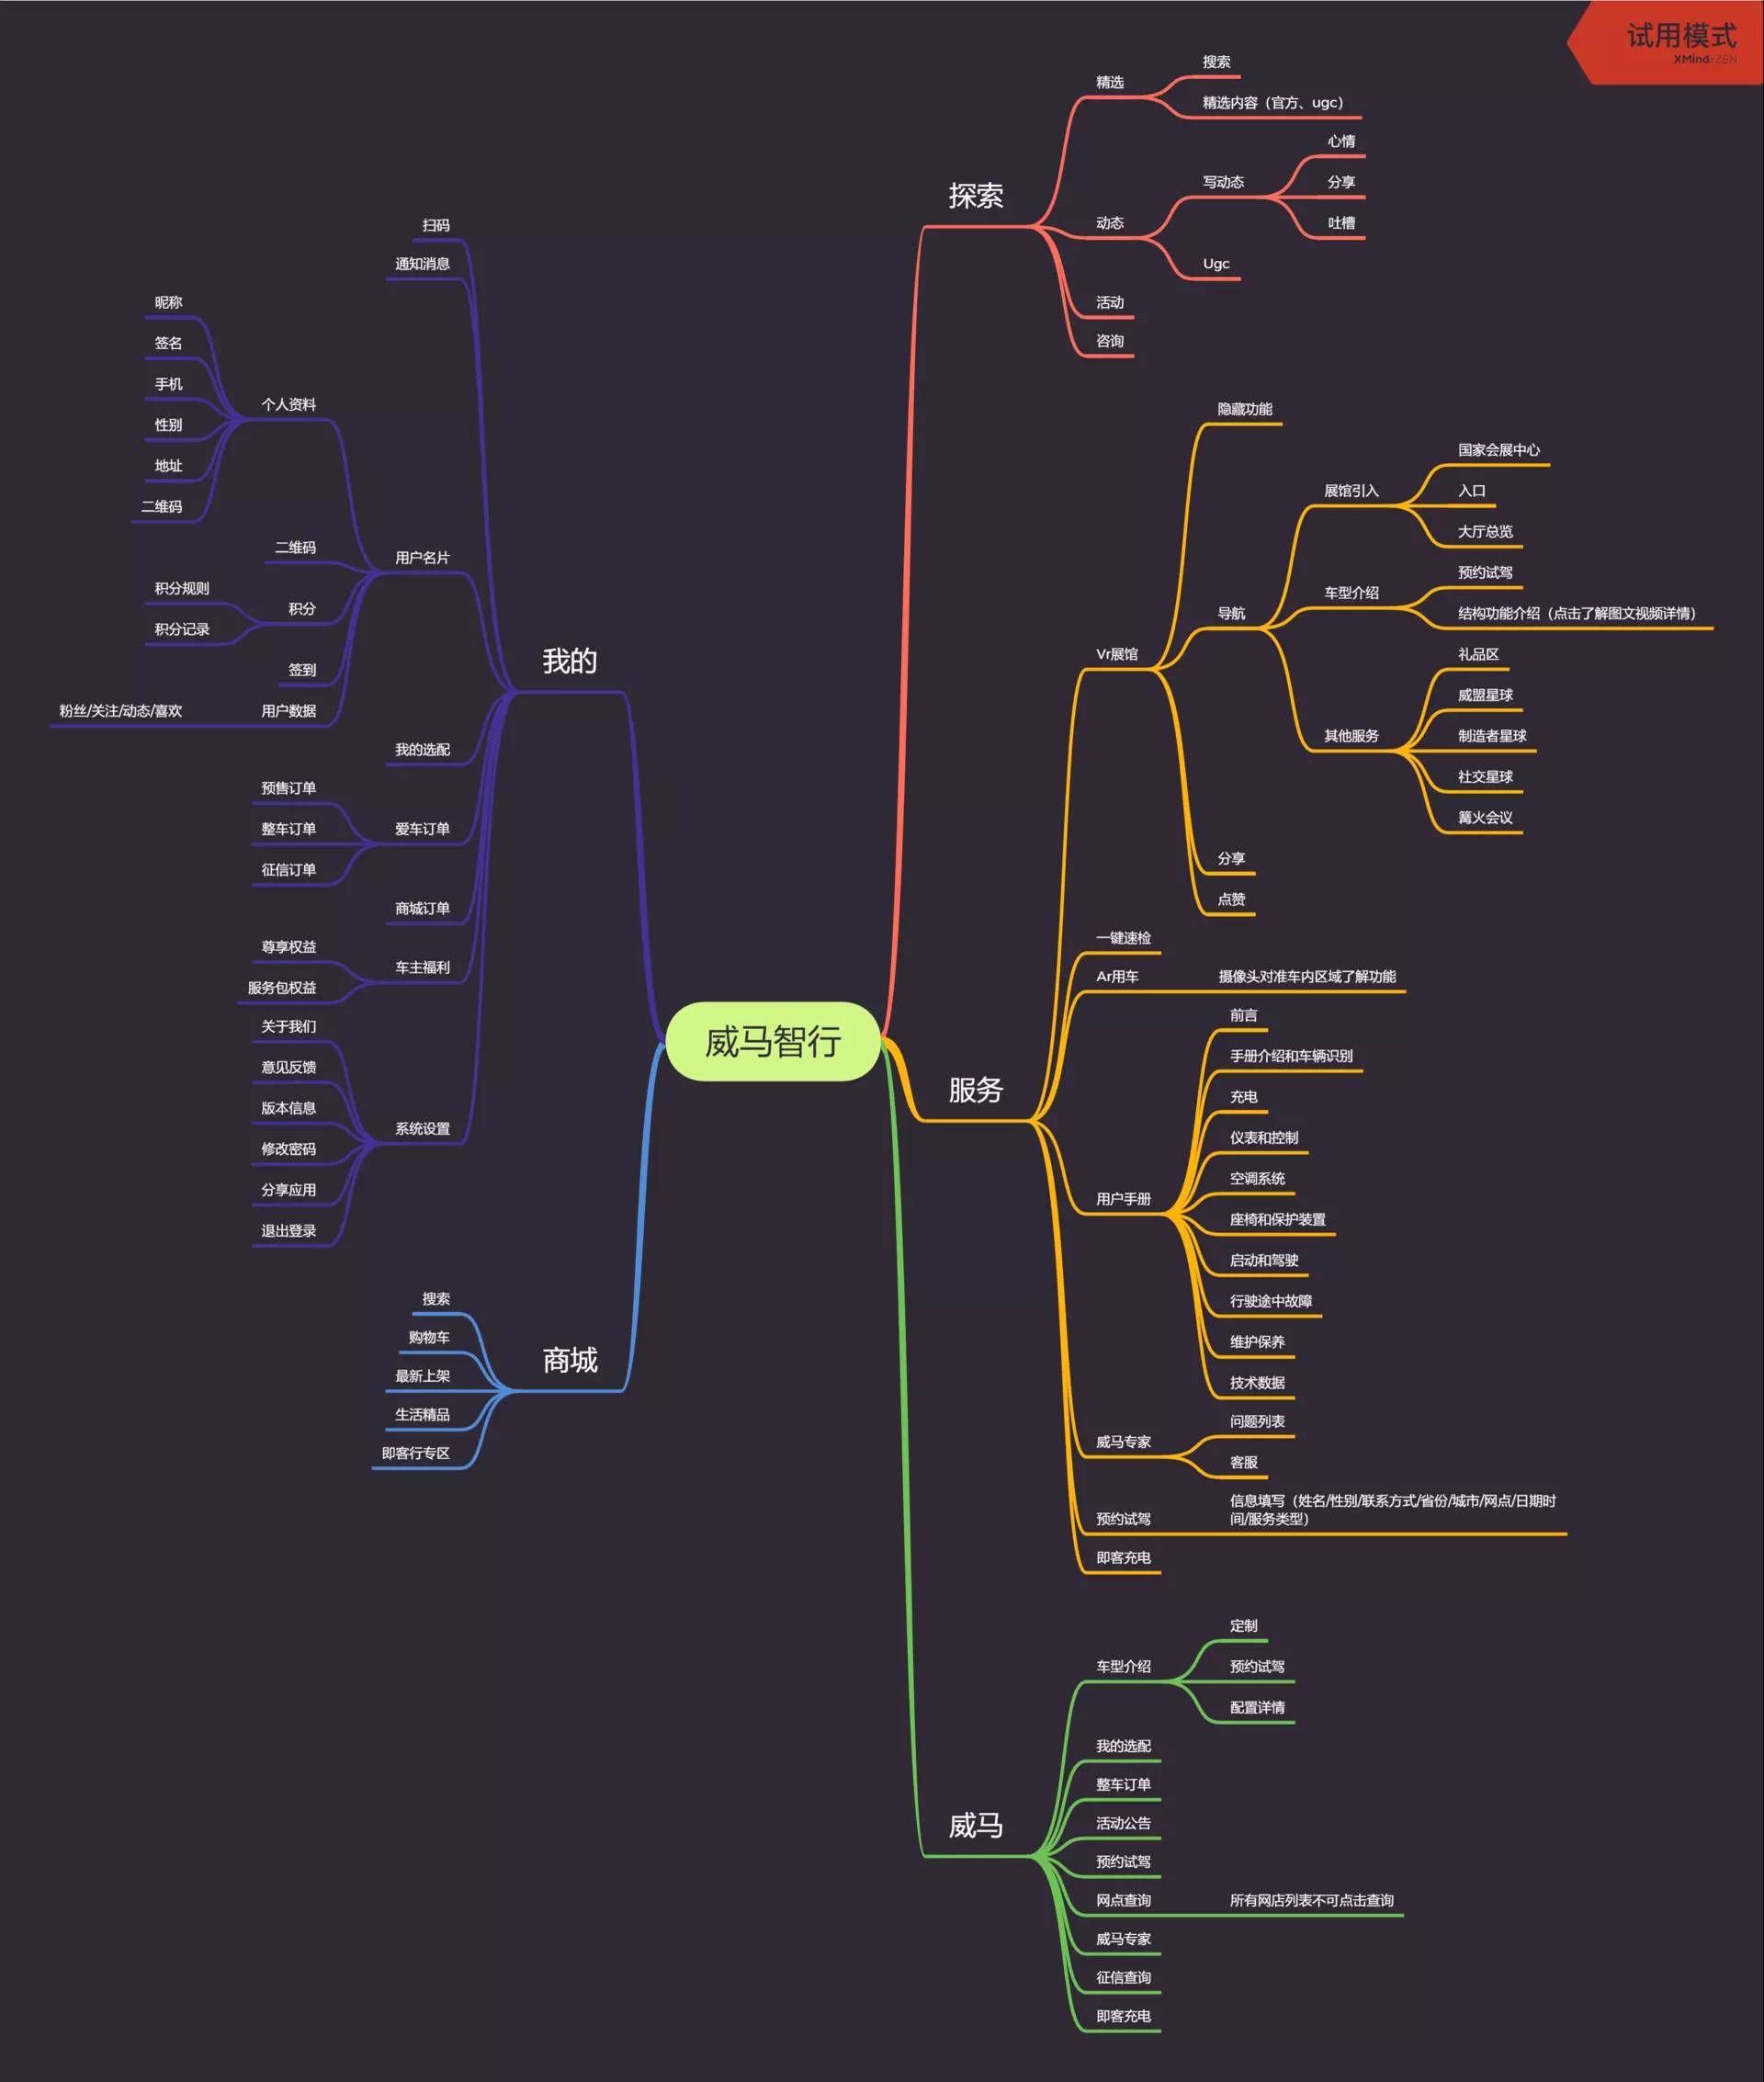 试用模式
XMind:ZEN
威马智行
探索
精选
搜索
精选内容（官方、ugc）
动态
写动态
心情
分享
吐槽
Ugc
活动
咨询
服务
Vr展馆
隐藏功能
导航
展馆引入
国家会展中心
入口
大厅总览
车型介绍
预约试驾
结构功能介绍（点击了解图文视频详情）
其他服务
礼品区
威盟星球
制造者星球
社交星球
篝火会议
分享
点赞
一键速检
Ar用车
摄像头对准车内区域了解功能
用户手册
前言
手册介绍和车辆识别
充电
仪表和控制
空调系统
座椅和保护装置
启动和驾驶
行驶途中故障
维护保养
技术数据
威马专家
问题列表
客服
预约试驾
信息填写（姓名/性别/联系方式/省份/城市/网点/日期时
间/服务类型）
即客充电
威马
车型介绍
定制
预约试驾
配置详情
我的选配
整车订单
活动公告
预约试驾
网点查询
所有网店列表不可点击查询
威马专家
征信查询
即客充电
我的
扫码
通知消息
用户名片
个人资料
昵称
签名
手机
性别
地址
二维码
二维码
积分
积分规则
积分记录
签到
用户数据
粉丝/关注/动态/喜欢
我的选配
爱车订单
预售订单
整车订单
征信订单
商城订单
车主福利
尊享权益
服务包权益
系统设置
关于我们
意见反馈
版本信息
修改密码
分享应用
退出登录
商城
搜索
购物车
最新上架
生活精品
即客行专区